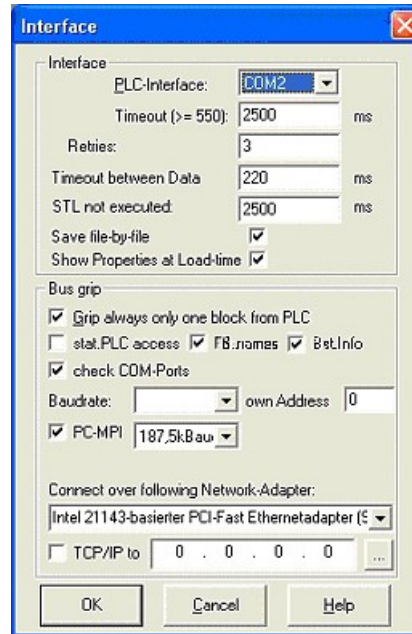 Interface
Interface
PLC-Interface: COM2
Timeout (>= 550): 2500 ms
Retries: 3
Timeout between Data 220 ms
STL not executed: 2500 ms
Save file-by-file
Show Properties at Load-time
Bus grip
Grip always only one block from PLC
stat.PLC access FB.names Bst.Info
check COM-Ports
Baudrate: own Address 0
PC-MPI 187,5kBau
Connect over following Network-Adapter:
Intel 21143-basierter PCI-Fast Ethernetadapter (S
TCP/IP to 0 . 0 . 0 . 0 ...
OK Cancel Help